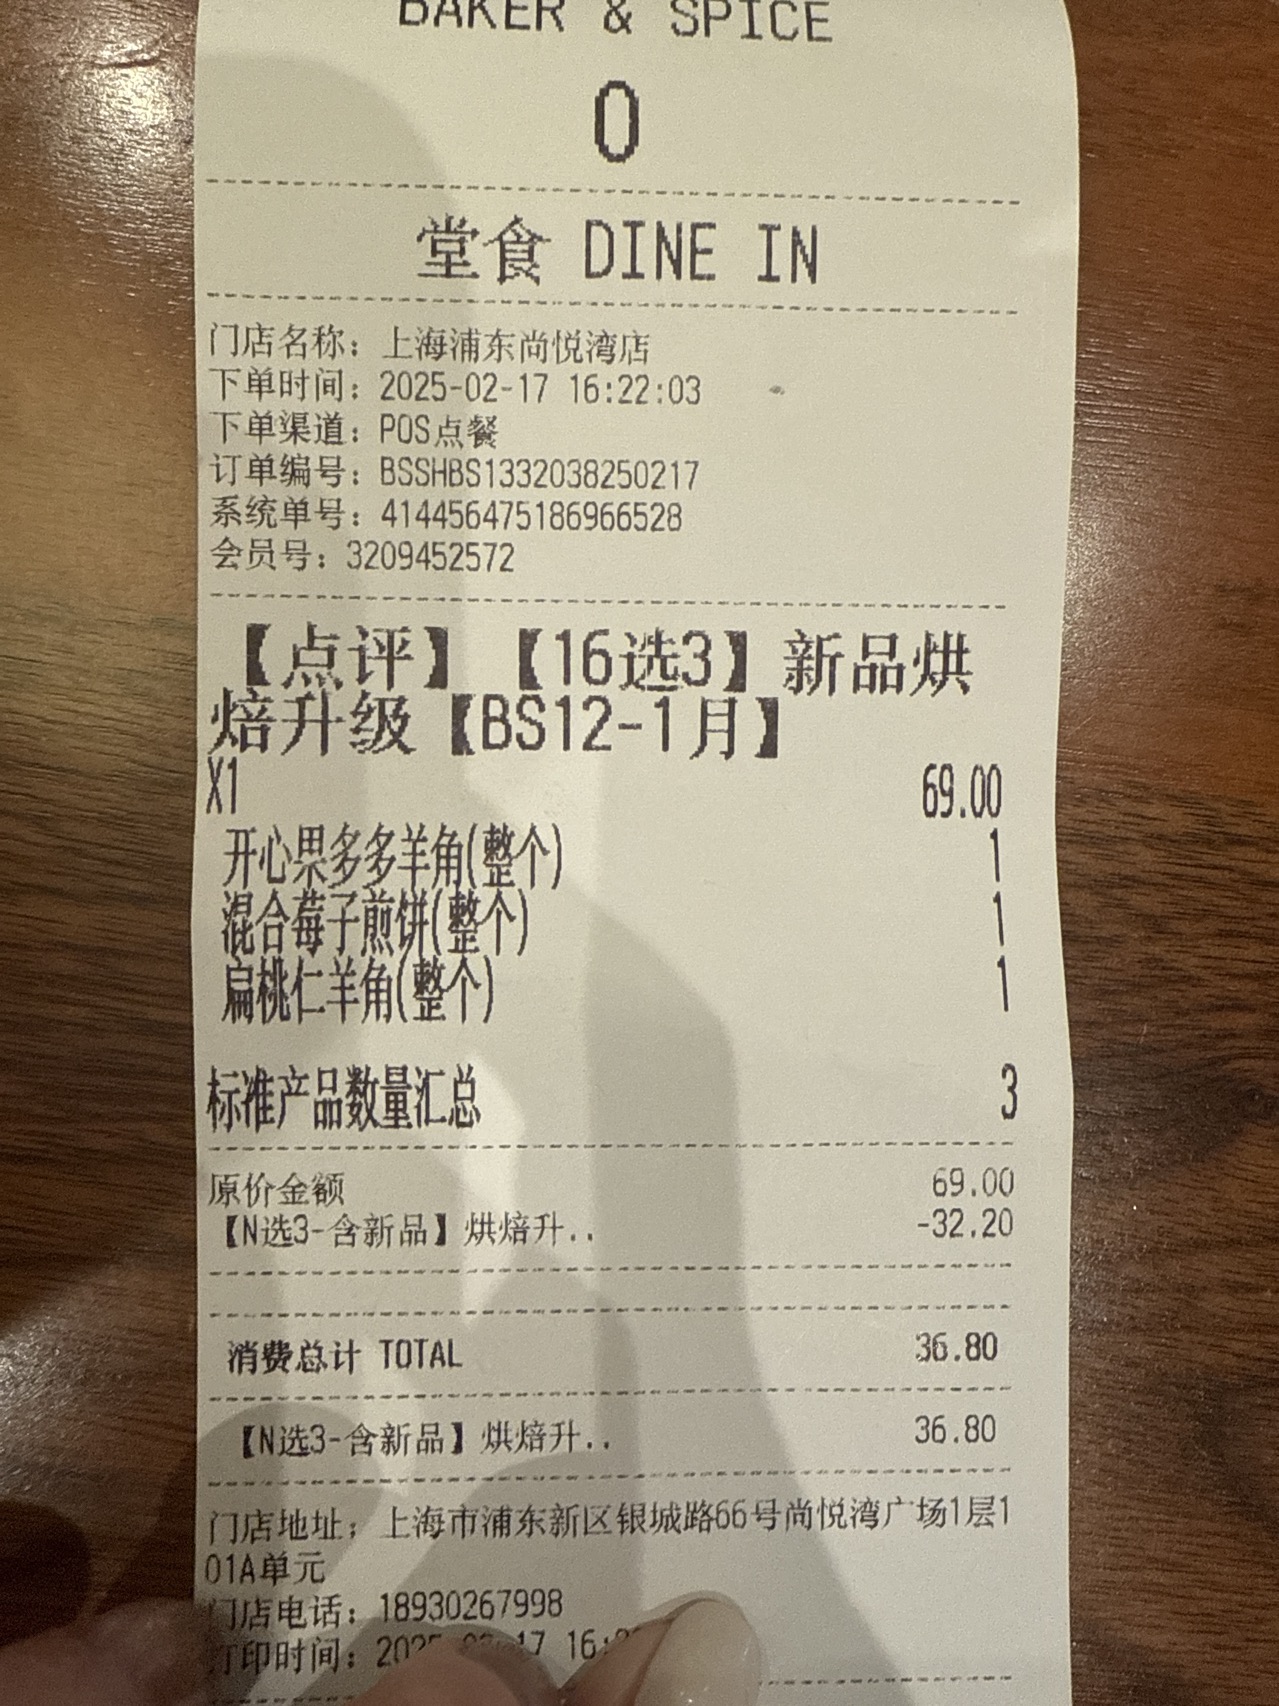 BAKER & SPICE
0
堂食 DINE IN
门店名称：上海浦东尚悦湾店
下单时间：2025-02-17 16:22:03
下单渠道：POS点餐
订单编号：BSSHBS1332038250217
系统单号：414456475186966528
会员号：3209452572
【点评】【16选3】新品烘
焙升级【BS12-1月】
X1 69.00
开心果多多羊角(整个) 1
混合莓子煎饼(整个) 1
扁桃仁羊角(整个) 1
标准产品数量汇总 3
原价金额 69.00
【N选3-含新品】烘焙升.. -32.20
消费总计 TOTAL 36.80
【N选3-含新品】烘焙升.. 36.80
门店地址：上海市浦东新区银城路66号尚悦湾广场1层1
01A单元
门店电话：18930267998
打印时间：